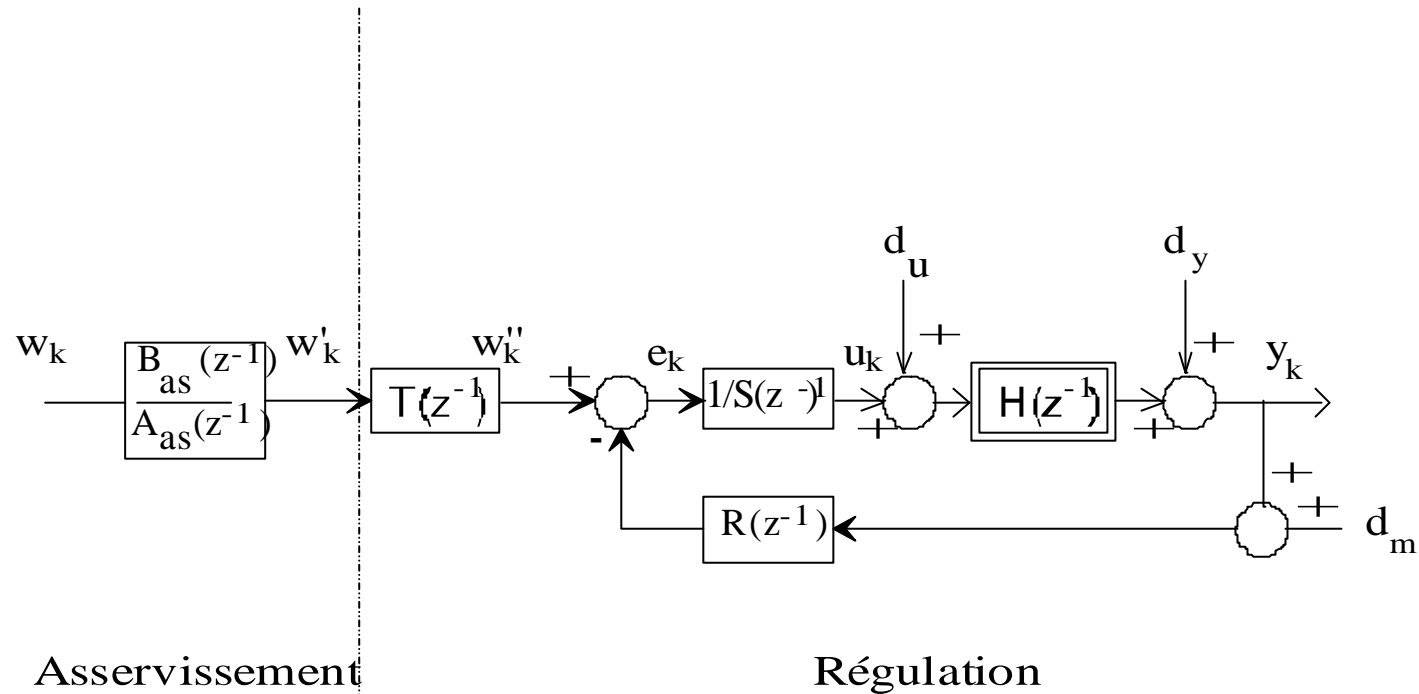 d_u d_y
w_k B_as(z^-1) / A_as(z^-1) w'_k T(z^-1) w''_k + - e_k 1/S(z^-1) u_k + + H(z^-1) + + y_k
R(z^-1) + + d_m
Asservissement Régulation